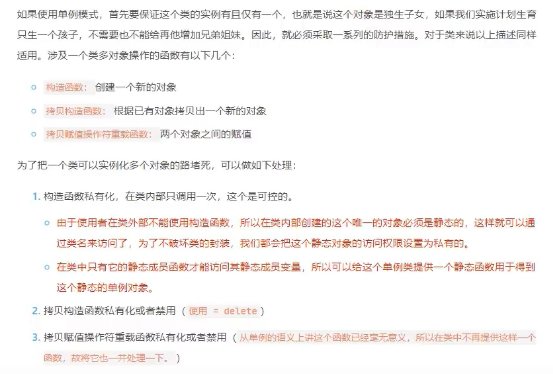 如果使用单例模式，首先要保证这个类的实例有且仅有一个，也就是说这个对象是独生子女，如果我们实施计划生育
只生一个孩子，不需要也不能给再他增加兄弟姐妹。因此，就必须采取一系列的防护措施。对于类来说以上描述同样
适用。涉及一个类多对象操作的函数有以下几个：
构造函数：创建一个新的对象
拷贝构造函数：根据已有对象拷贝出一个新的对象
拷贝赋值操作符重载函数：两个对象之间的赋值
为了把一个类可以实例化多个对象的路堵死，可以做如下处理：
1. 构造函数私有化，在类内部只调用一次，这个是可控的。
由于使用者在类外部不能使用构造函数，所以在类内部创建的这个唯一的对象必须是静态的，这样就可以通
过类名来访问了，为了不破坏类的封装，我们都会把这个静态对象的访问权限设置为私有的。
在类中只有它的静态成员函数才能访问其静态成员变量，所以可以给这个单例类提供一个静态函数用于得到
这个静态的单例对象。
2. 拷贝构造函数私有化或者禁用（使用 = delete）
3. 拷贝赋值操作符重载函数私有化或者禁用（从单例的语义上讲这个函数已经毫无意义，所以在类中不再提供这样一个
函数，故将它也一并处理一下。）